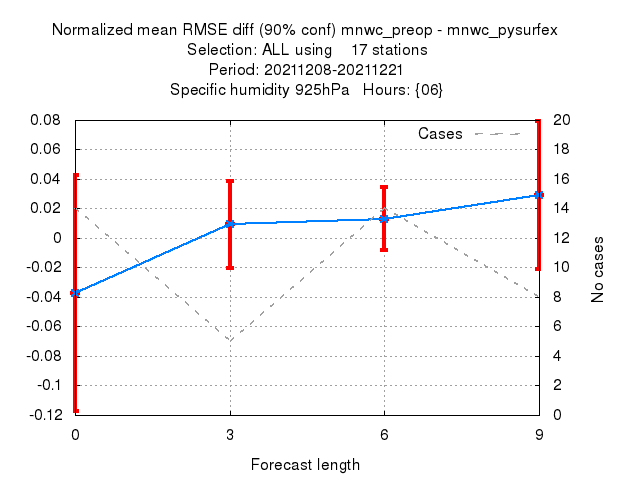 Normalized mean RMSE diff (90% conf) mnwc_preop - mnwc_pysurfex
Selection: ALL using    17 stations
Period: 20211208-20211221
Specific humidity 925hPa   Hours: {06}
Cases
0.08
0.06
0.04
0.02
0
-0.02
-0.04
-0.06
-0.08
-0.1
-0.12
20
18
16
14
12
10
8
6
4
2
0
No cases
0 3 6 9
Forecast length